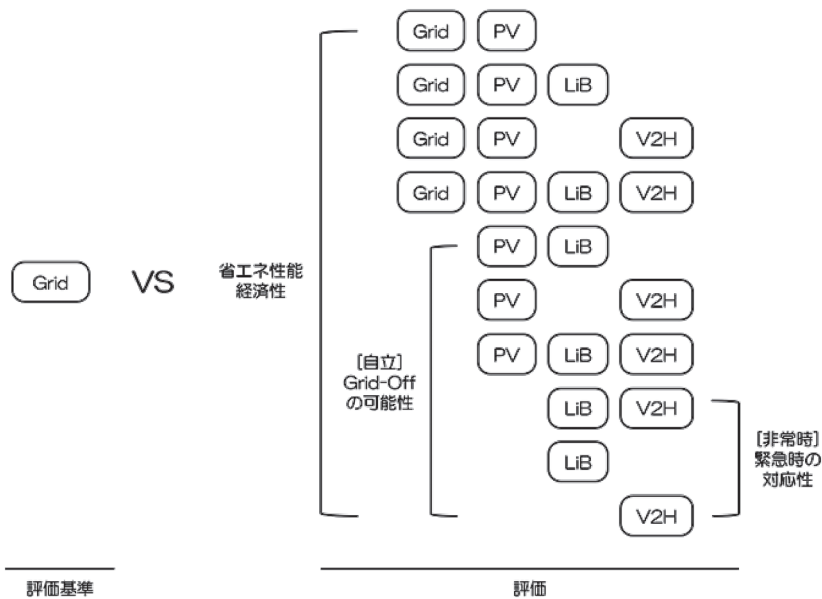 Grid PV
Grid PV LiB
Grid PV V2H
Grid PV LiB V2H
PV LiB
Grid VS 省エネ性能
経済性
PV V2H
PV LiB V2H
[自立]
Grid-Off
の可能性
LiB V2H
LiB
V2H
[非常時]
緊急時の
対応性
評価基準 評価